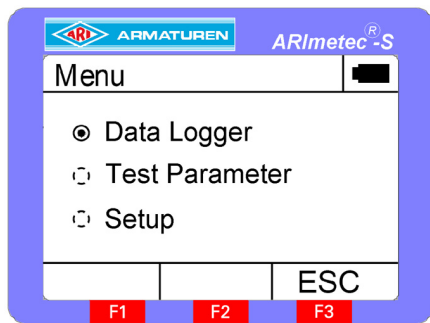 ARI ARMATUREN
ARImetec®-S
Menu
Data Logger
Test Parameter
Setup
ESC
F1 F2 F3